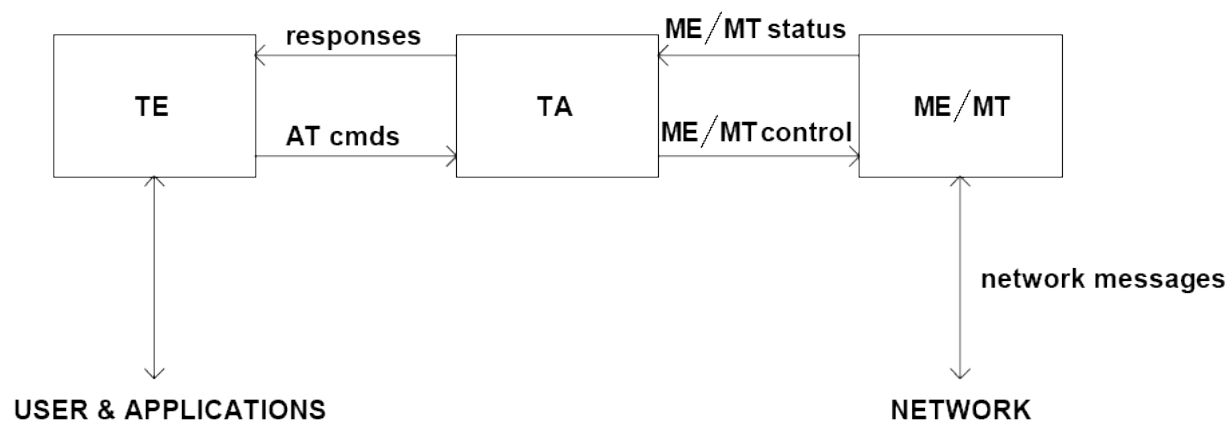 responses
ME/MT status
TE
TA
ME/MT
AT cmds
ME/MT control
network messages
USER & APPLICATIONS
NETWORK